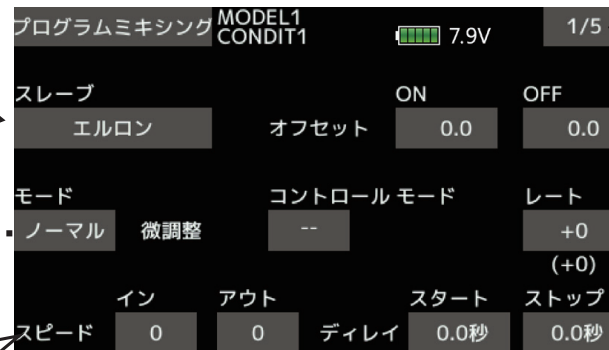 プログラムミキシング MODEL1 CONDIT1 7.9V 1/5
スレーブ ON OFF
エルロン オフセット 0.0 0.0
モード コントロール モード レート
ノーマル 微調整 -- +0
(+0)
イン アウト スタート ストップ
スピード 0 0 ディレイ 0.0秒 0.0秒